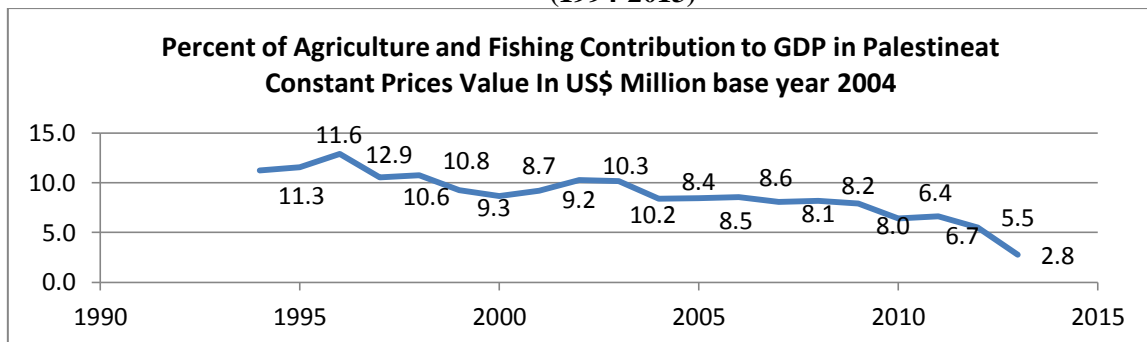 Percent of Agriculture and Fishing Contribution to GDP in Palestineat
Constant Prices Value In US$ Million base year 2004
15.0 11.6
12.9 10.8 8.7 10.3 8.4 8.6 8.2 6.4
10.0
11.3 10.6 9.3 9.2 10.2 8.5 8.1 8.0 6.7 5.5
5.0
2.8
0.0
1990 1995 2000 2005 2010 2015